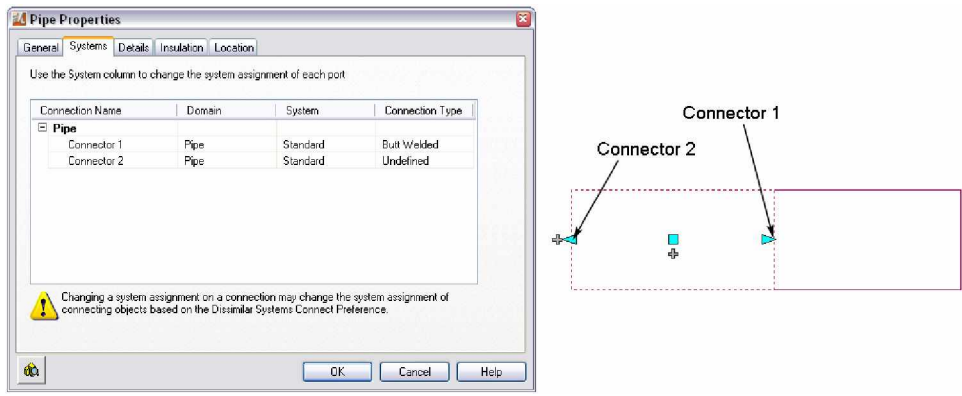 Pipe Properties
General Systems Details Insulation Location
Use the System column to change the system assignment of each port
Connection Name Domain System Connection Type
Pipe
Connector 1 Pipe Standard Butt Welded
Connector 2 Pipe Standard Undefined
Changing a system assignment on a connection may change the system assignment of
connecting objects based on the Dissimilar Systems Connect Preference.
OK Cancel Help
Connector 1
Connector 2